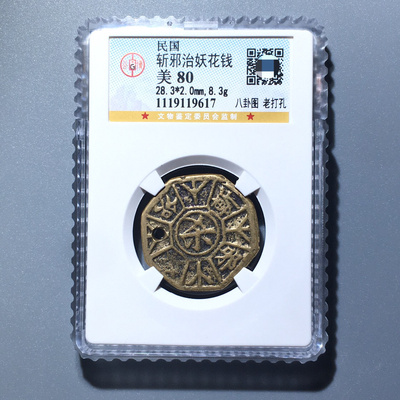 民国
斩邪治妖花钱
美 80
28.3*2.0mm,8.3g
1119119617
八卦图 老打孔
★ 文物鉴定委员会监制 ★